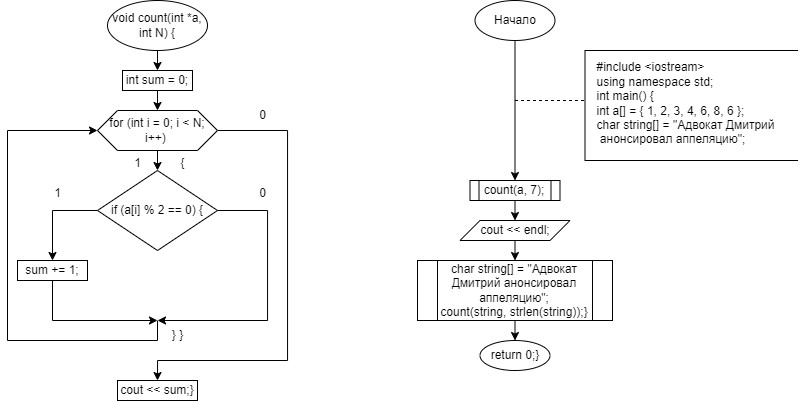 void count(int *a,
int N) {
int sum = 0;
for (int i = 0; i < N;
i++)
0
1
{
if (a[i] % 2 == 0) {
1
0
sum += 1;
} }
cout << sum;}
Начало
#include <iostream>
using namespace std;
int main() {
int a[] = { 1, 2, 3, 4, 6, 8, 6 };
char string[] = "Адвокат Дмитрий
анонсировал аппеляцию";
count(a, 7);
cout << endl;
char string[] = "Адвокат
Дмитрий анонсировал
аппеляцию";
count(string, strlen(string));}
return 0;}